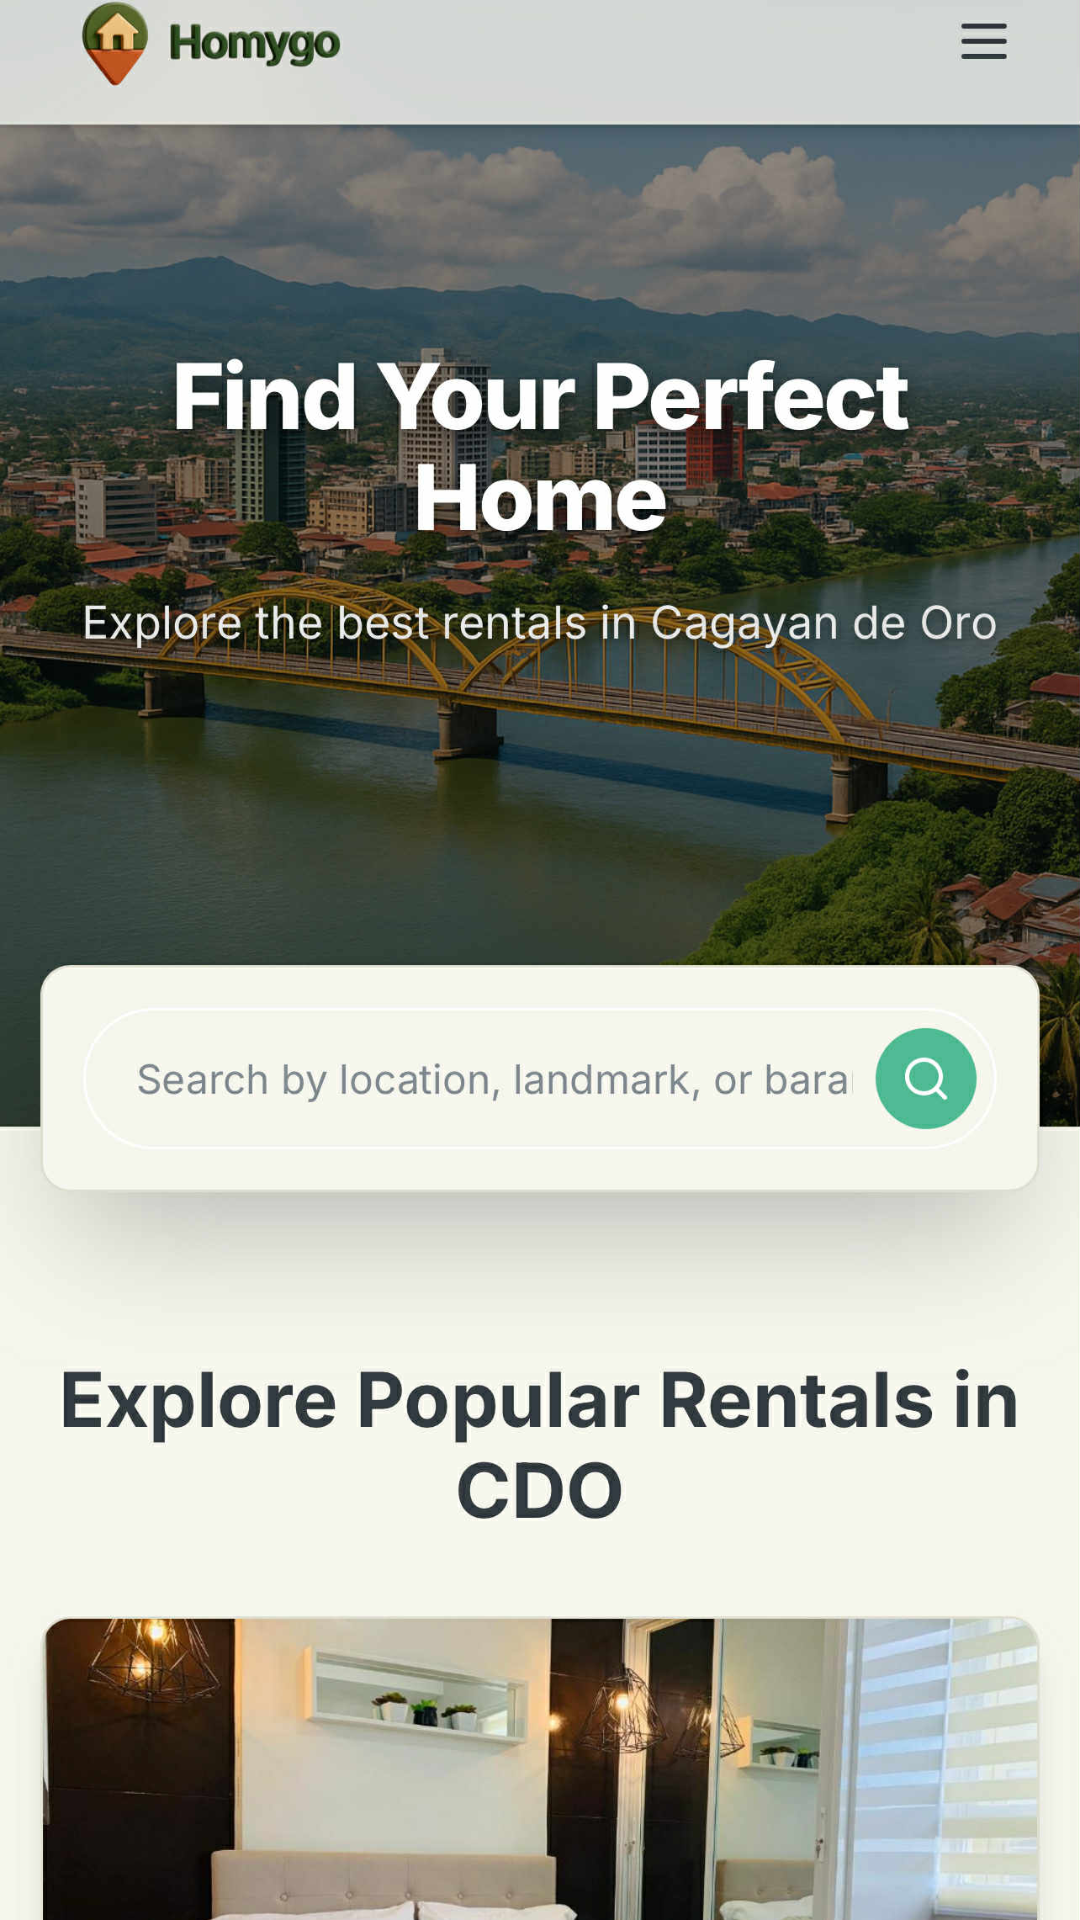 Homygo
Find Your Perfect
Home
Explore the best rentals in Cagayan de Oro
Search by location, landmark, or bara
Explore Popular Rentals in
CDO